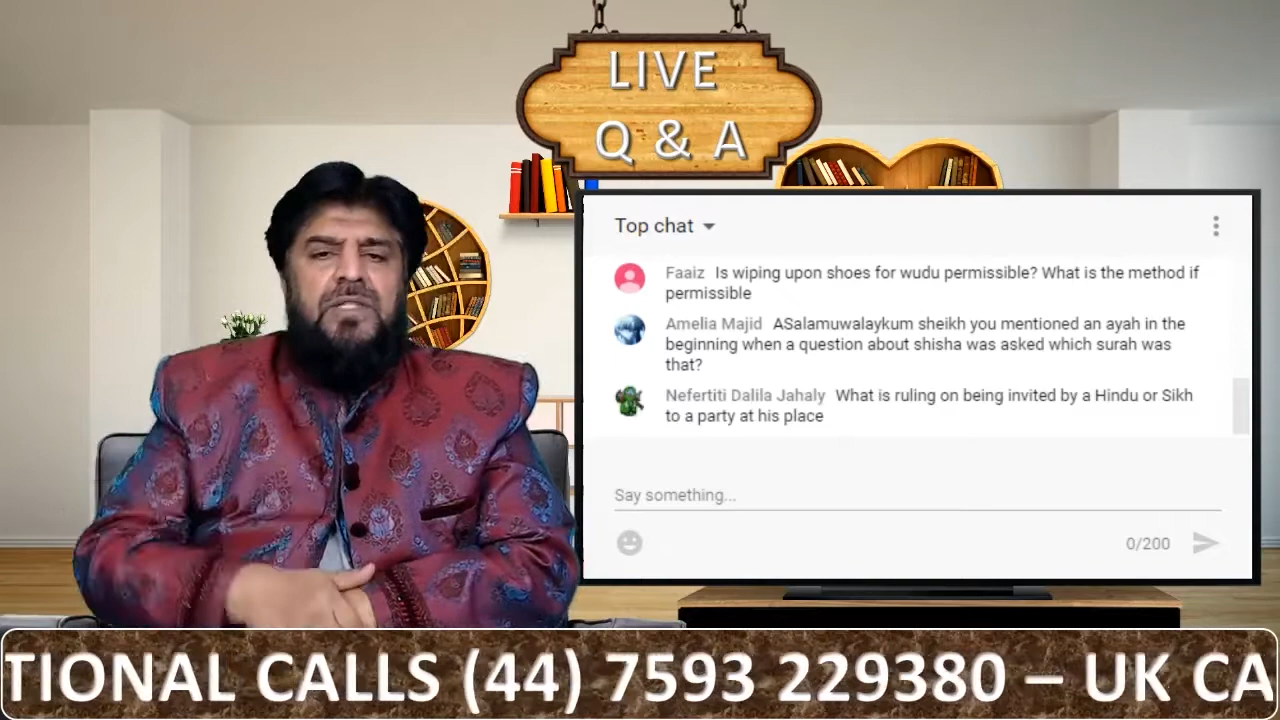 LIVE
Q & A
Top chat
Faaiz Is wiping upon shoes for wudu permissible? What is the method if
permissible
Amelia Majid ASalamuwalaykum sheikh you mentioned an ayah in the
beginning when a question about shisha was asked which surah was
that?
Nefertiti Dalila Jahaly What is ruling on being invited by a Hindu or Sikh
to a party at his place
Say something...
0/200
TIONAL CALLS (44) 7593 229380 – UK CA